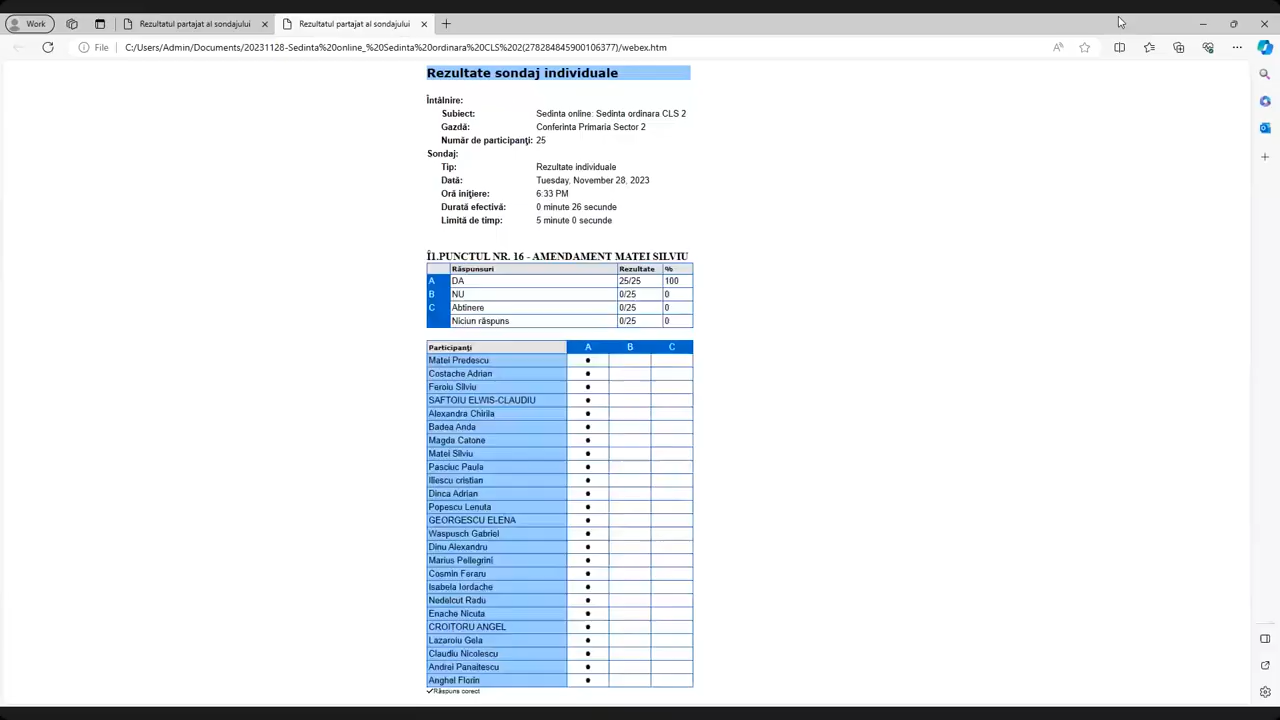 Work
Rezultatul partajat al sondajului
Rezultatul partajat al sondajului
File
C:/Users/Admin/Documents/20231128-Sedinta%20online_%20Sedinta%20ordinara%20CLS%202(278284845900106377)/webex.htm
Rezultate sondaj individuale
Întâlnire:
Subiect: Sedinta online: Sedinta ordinara CLS 2
Gazdă: Conferinta Primaria Sector 2
Număr de participanţi: 25
Sondaj:
Tip: Rezultate individuale
Dată: Tuesday, November 28, 2023
Oră iniţiere: 6:33 PM
Durată efectivă: 0 minute 26 secunde
Limită de timp: 5 minute 0 secunde
Î1.PUNCTUL NR. 16 - AMENDAMENT MATEI SILVIU
Răspunsuri Rezultate %
A DA 25/25 100
B NU 0/25 0
C Abtinere 0/25 0
Niciun răspuns 0/25 0
Participanţi A B C
Matei Predescu ●
Costache Adrian ●
Feroiu Silviu ●
SAFTOIU ELWIS-CLAUDIU ●
Alexandra Chirila ●
Badea Anda ●
Magda Catone ●
Matei Silviu ●
Pasciuc Paula ●
Iliescu cristian ●
Dinca Adrian ●
Popescu Lenuta ●
GEORGESCU ELENA ●
Waspusch Gabriel ●
Dinu Alexandru ●
Marius Pellegrini ●
Cosmin Feraru ●
Isabela Iordache ●
Nedelcut Radu ●
Enache Nicuta ●
CROITORU ANGEL ●
Lazaroiu Gela ●
Claudiu Nicolescu ●
Andrei Panaitescu ●
Anghel Florin ●
✓Răspuns corect